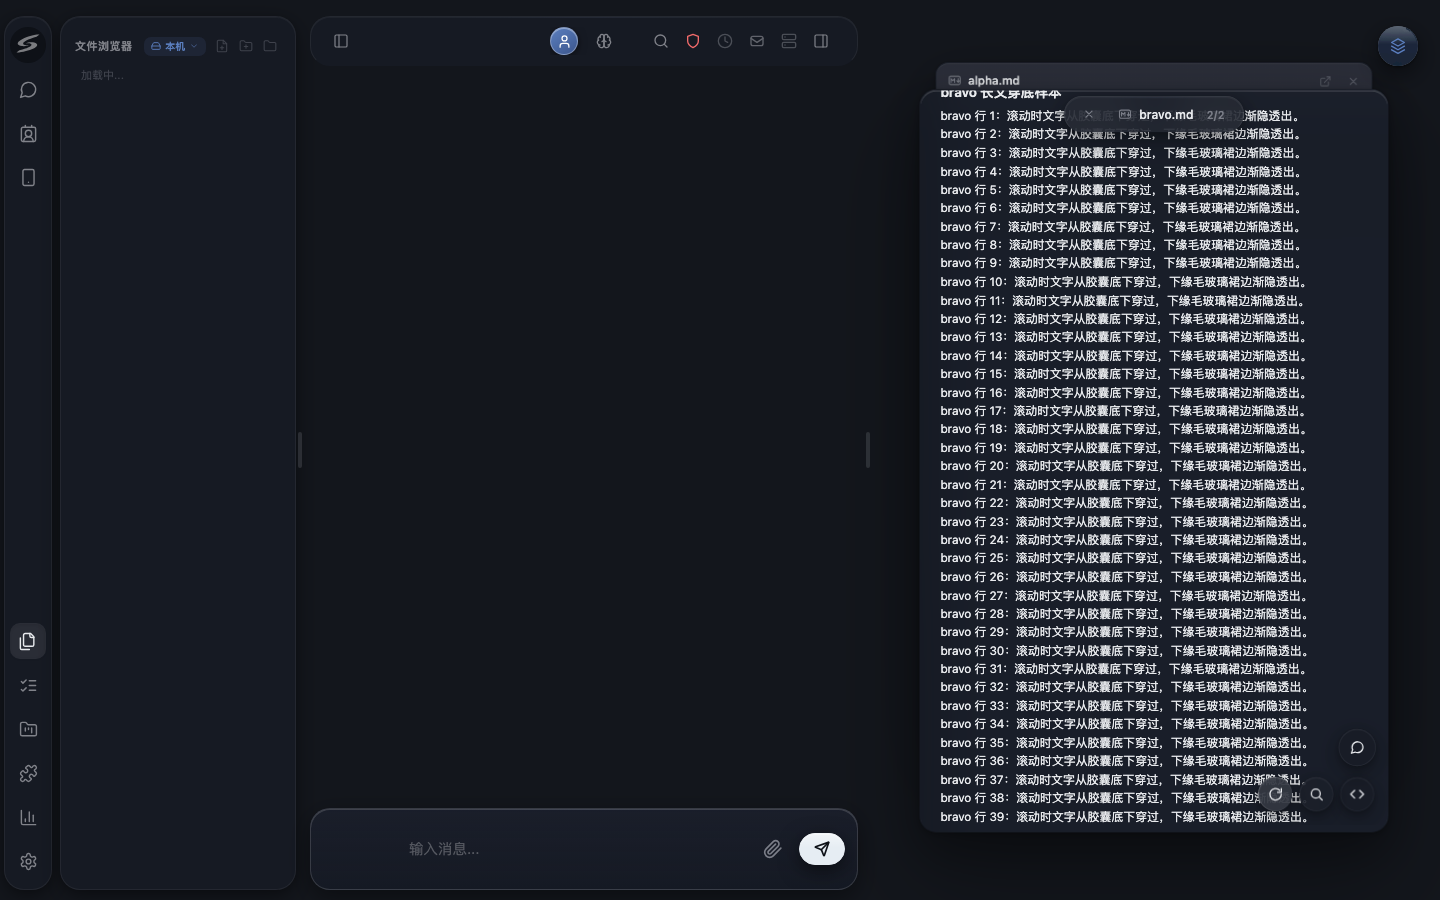 文件浏览器
本机
加载中...
输入消息...
alpha.md
bravo 长文穿底样本
bravo.md 2/2
bravo 行 1：滚动时文字渐隐透出。
bravo 行 2：滚动时文字从胶囊底下穿过，下缘毛玻璃裙边渐隐透出。
bravo 行 3：滚动时文字从胶囊底下穿过，下缘毛玻璃裙边渐隐透出。
bravo 行 4：滚动时文字从胶囊底下穿过，下缘毛玻璃裙边渐隐透出。
bravo 行 5：滚动时文字从胶囊底下穿过，下缘毛玻璃裙边渐隐透出。
bravo 行 6：滚动时文字从胶囊底下穿过，下缘毛玻璃裙边渐隐透出。
bravo 行 7：滚动时文字从胶囊底下穿过，下缘毛玻璃裙边渐隐透出。
bravo 行 8：滚动时文字从胶囊底下穿过，下缘毛玻璃裙边渐隐透出。
bravo 行 9：滚动时文字从胶囊底下穿过，下缘毛玻璃裙边渐隐透出。
bravo 行 10：滚动时文字从胶囊底下穿过，下缘毛玻璃裙边渐隐透出。
bravo 行 11：滚动时文字从胶囊底下穿过，下缘毛玻璃裙边渐隐透出。
bravo 行 12：滚动时文字从胶囊底下穿过，下缘毛玻璃裙边渐隐透出。
bravo 行 13：滚动时文字从胶囊底下穿过，下缘毛玻璃裙边渐隐透出。
bravo 行 14：滚动时文字从胶囊底下穿过，下缘毛玻璃裙边渐隐透出。
bravo 行 15：滚动时文字从胶囊底下穿过，下缘毛玻璃裙边渐隐透出。
bravo 行 16：滚动时文字从胶囊底下穿过，下缘毛玻璃裙边渐隐透出。
bravo 行 17：滚动时文字从胶囊底下穿过，下缘毛玻璃裙边渐隐透出。
bravo 行 18：滚动时文字从胶囊底下穿过，下缘毛玻璃裙边渐隐透出。
bravo 行 19：滚动时文字从胶囊底下穿过，下缘毛玻璃裙边渐隐透出。
bravo 行 20：滚动时文字从胶囊底下穿过，下缘毛玻璃裙边渐隐透出。
bravo 行 21：滚动时文字从胶囊底下穿过，下缘毛玻璃裙边渐隐透出。
bravo 行 22：滚动时文字从胶囊底下穿过，下缘毛玻璃裙边渐隐透出。
bravo 行 23：滚动时文字从胶囊底下穿过，下缘毛玻璃裙边渐隐透出。
bravo 行 24：滚动时文字从胶囊底下穿过，下缘毛玻璃裙边渐隐透出。
bravo 行 25：滚动时文字从胶囊底下穿过，下缘毛玻璃裙边渐隐透出。
bravo 行 26：滚动时文字从胶囊底下穿过，下缘毛玻璃裙边渐隐透出。
bravo 行 27：滚动时文字从胶囊底下穿过，下缘毛玻璃裙边渐隐透出。
bravo 行 28：滚动时文字从胶囊底下穿过，下缘毛玻璃裙边渐隐透出。
bravo 行 29：滚动时文字从胶囊底下穿过，下缘毛玻璃裙边渐隐透出。
bravo 行 30：滚动时文字从胶囊底下穿过，下缘毛玻璃裙边渐隐透出。
bravo 行 31：滚动时文字从胶囊底下穿过，下缘毛玻璃裙边渐隐透出。
bravo 行 32：滚动时文字从胶囊底下穿过，下缘毛玻璃裙边渐隐透出。
bravo 行 33：滚动时文字从胶囊底下穿过，下缘毛玻璃裙边渐隐透出。
bravo 行 34：滚动时文字从胶囊底下穿过，下缘毛玻璃裙边渐隐透出。
bravo 行 35：滚动时文字从胶囊底下穿过，下缘毛玻璃裙边渐隐透出。
bravo 行 36：滚动时文字从胶囊底下穿过，下缘毛玻璃裙边渐隐透出。
bravo 行 37：滚动时文字从胶囊底下穿过，下缘毛玻璃裙边渐隐透出。
bravo 行 38：滚动时文字从胶囊底下穿过，下缘毛玻璃裙出。
bravo 行 39：滚动时文字从胶囊底下穿过，下缘毛玻璃裙边渐隐透出。